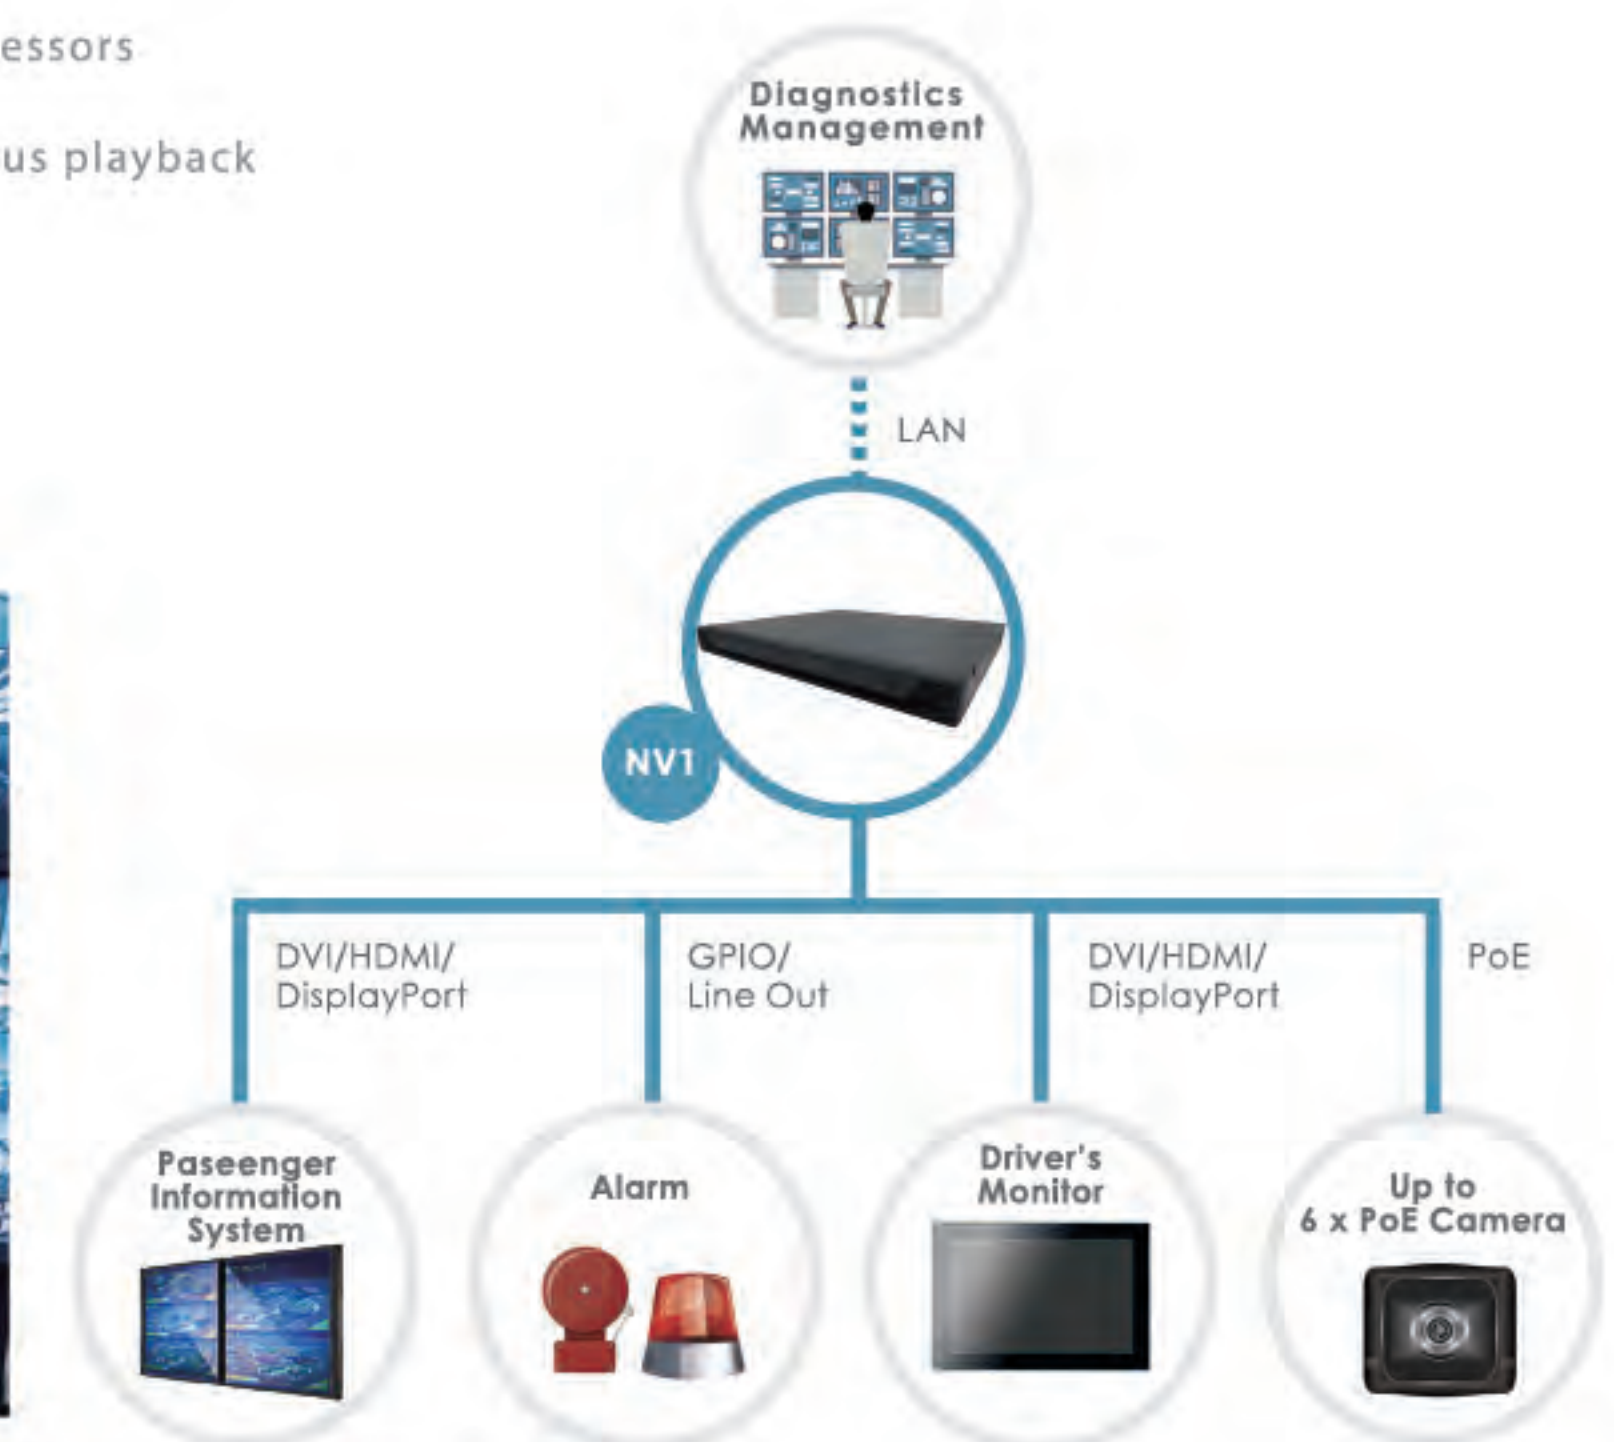 essors
us playback
Diagnostics
Management
LAN
NV1
DVI/HDMI/
DisplayPort
GPIO/
Line Out
DVI/HDMI/
DisplayPort
PoE
Paseenger
Information
System
Alarm
Driver's
Monitor
Up to
6 x PoE Camera